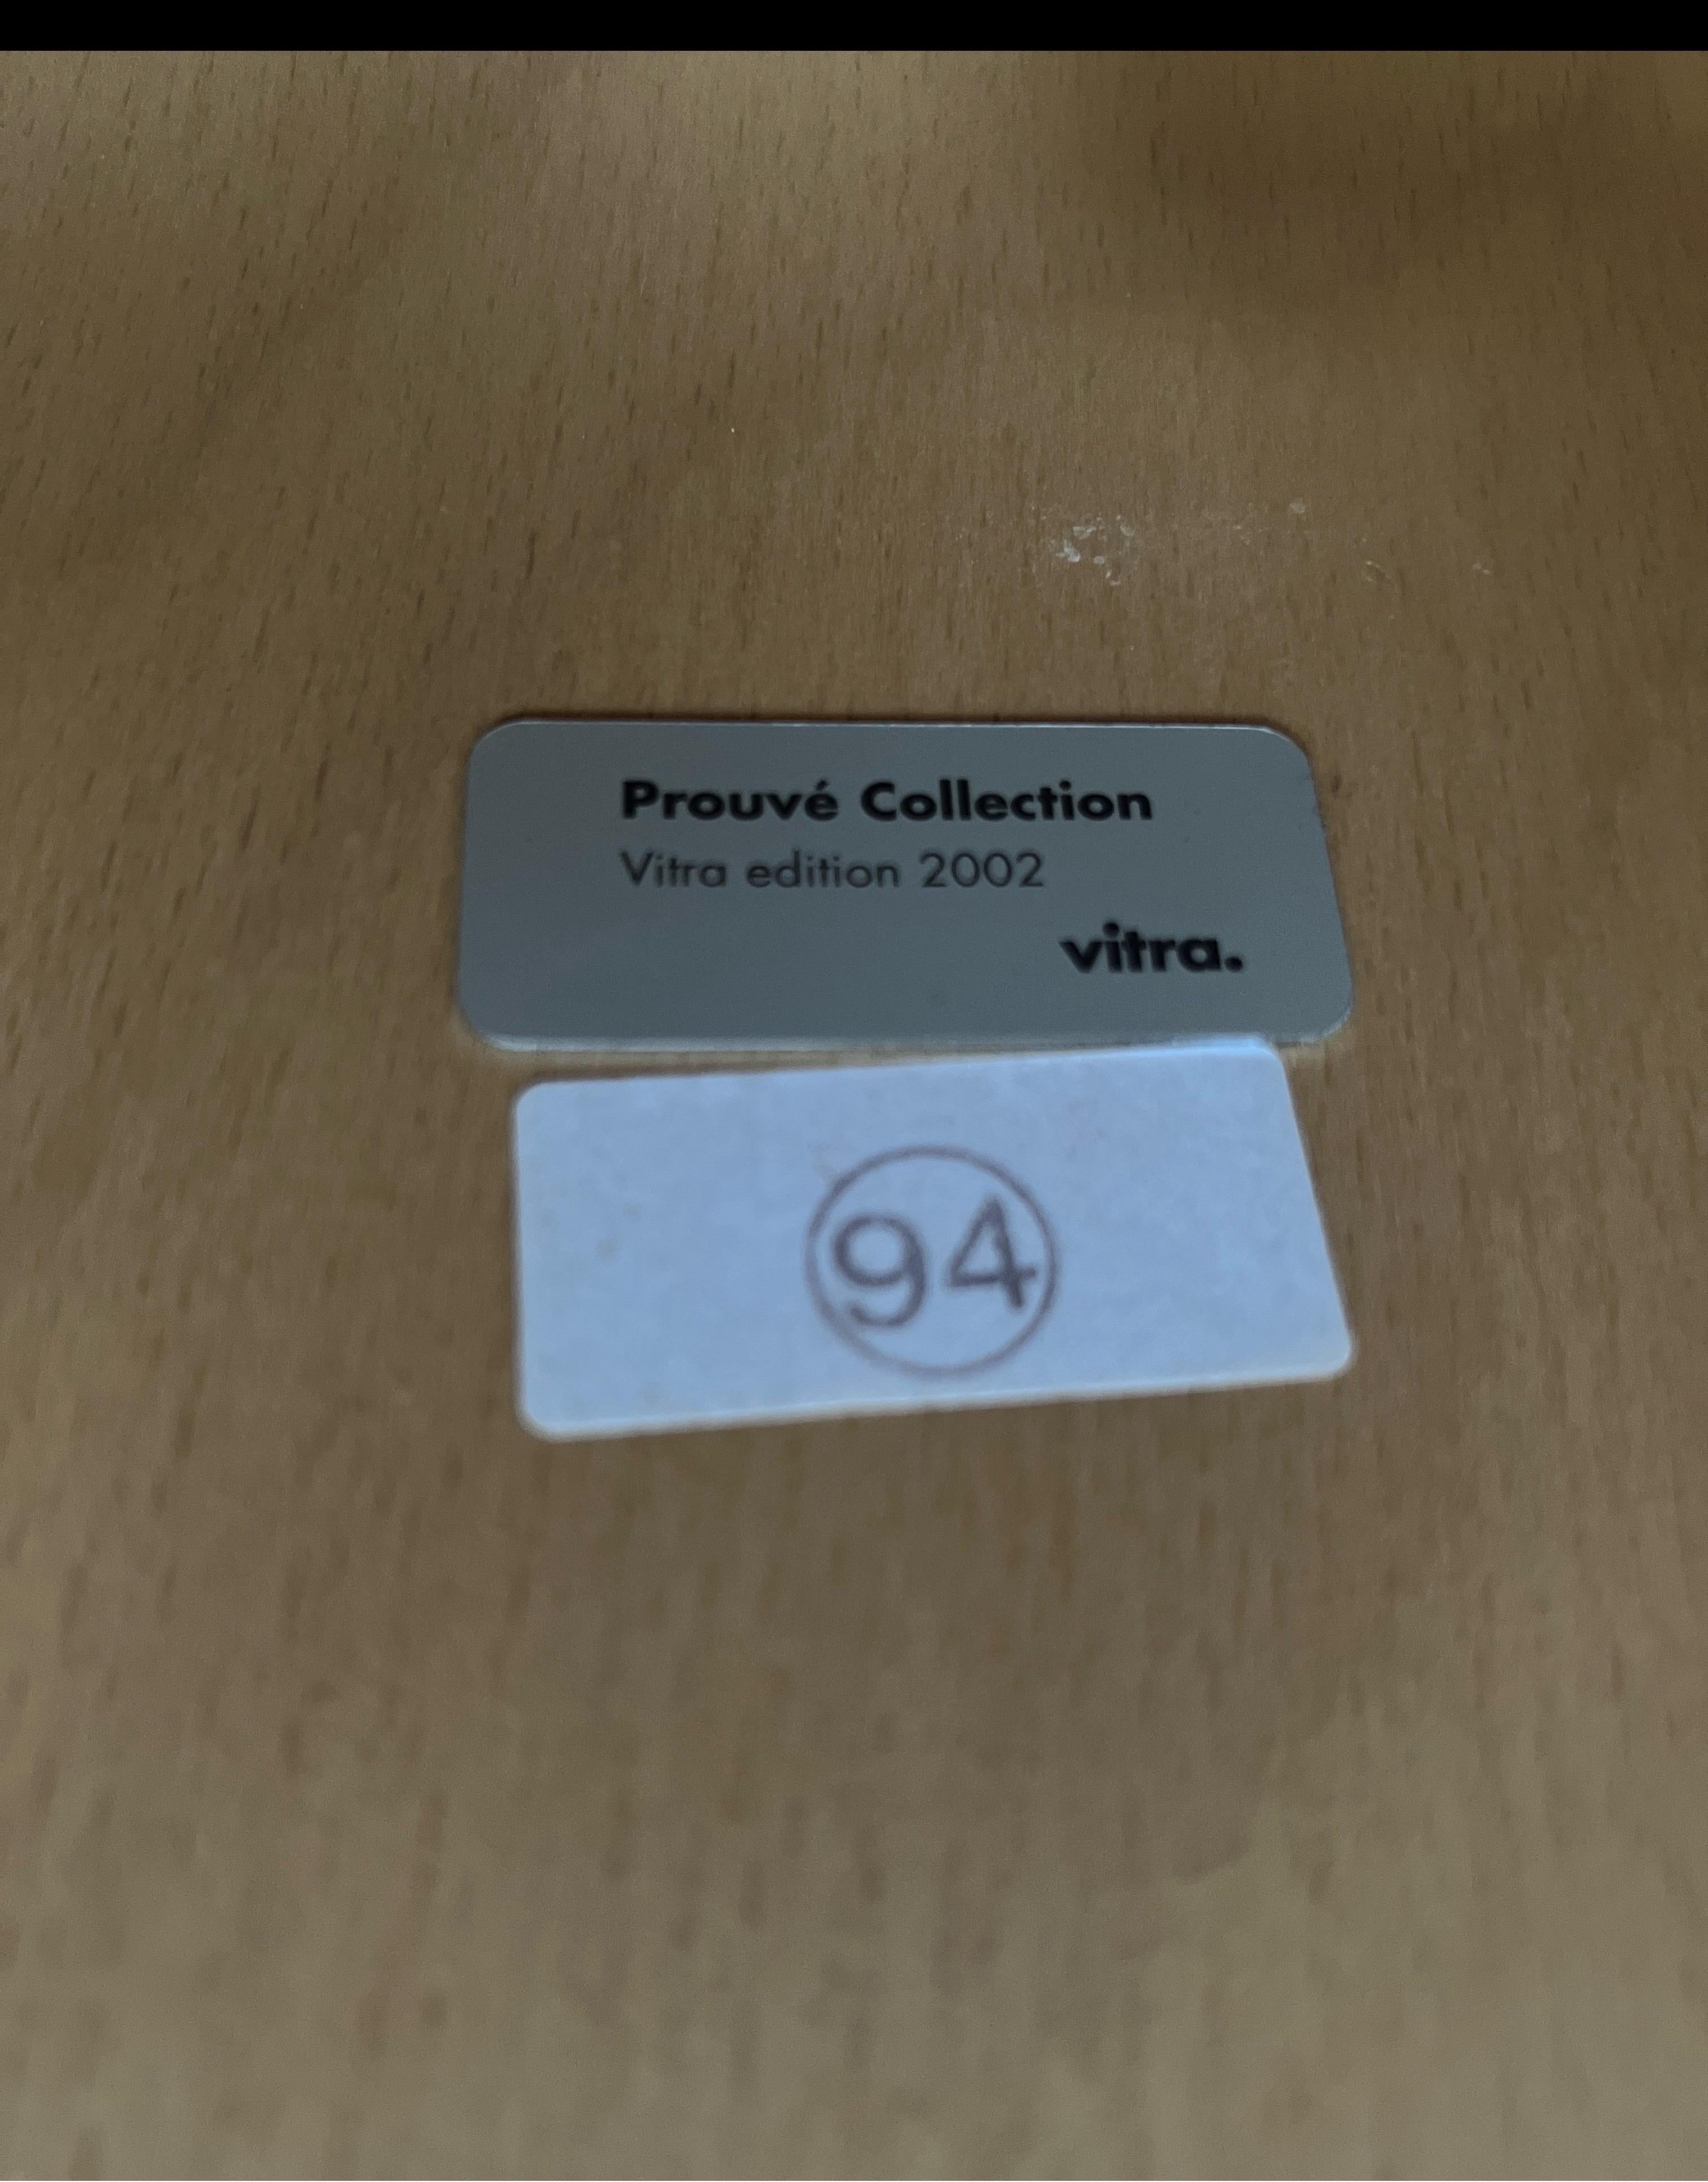 Prouvé Collection
Vitra edition 2002
vitra.
94